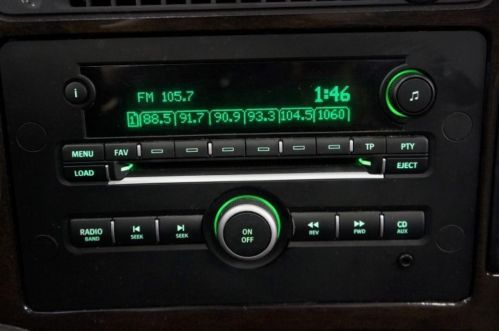 i
FM 105.7 1:46
1 88.5 91.7 90.9 93.3 104.5 1060
MENU FAV TP PTY
LOAD EJECT
RADIO BAND
SEEK
SEEK
ON OFF
REV
FWD
CD AUX